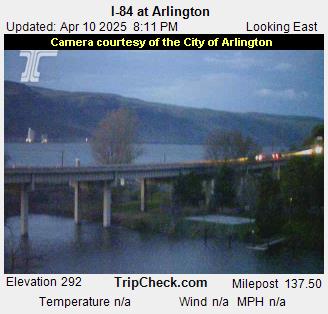 I-84 at Arlington
Updated: Apr 10 2025 8:11 PM Looking East
Camera courtesy of the City of Arlington
Elevation 292 TripCheck.com Milepost 137.50
Temperature n/a Wind n/a MPH n/a